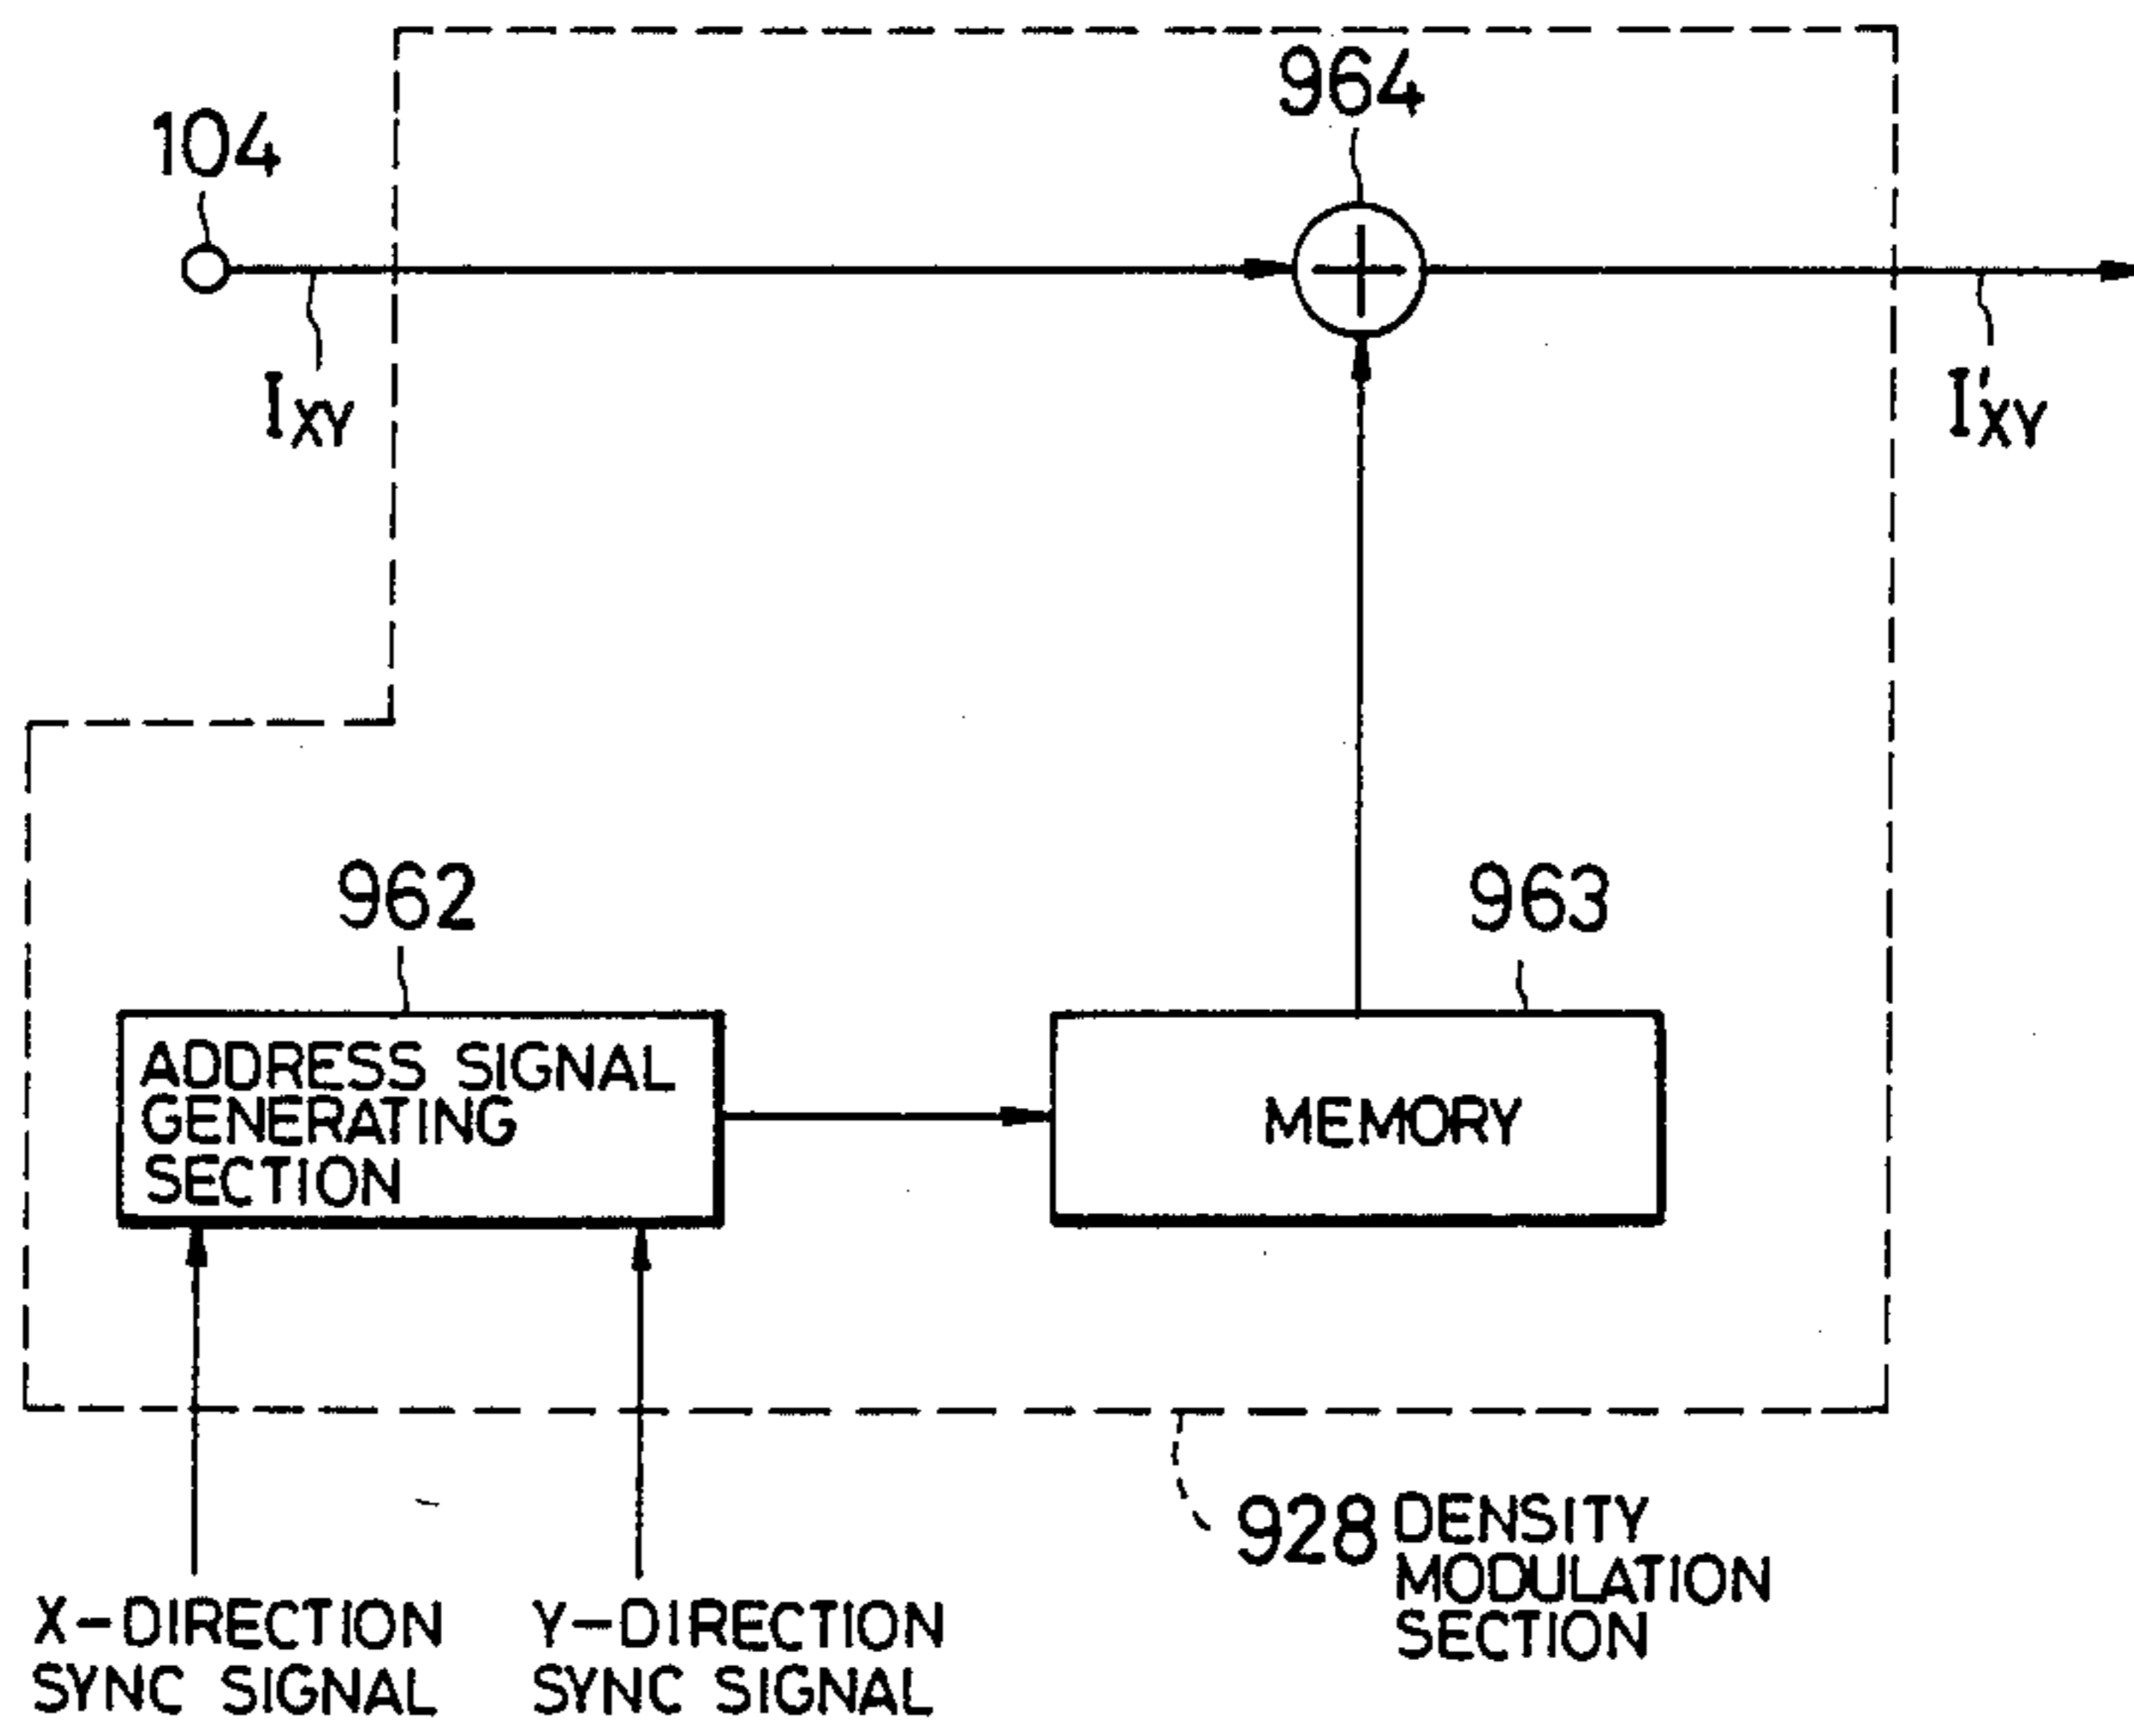 964
104
IXY
I'XY
962
963
ADDRESS SIGNAL
GENERATING
SECTION
MEMORY
928 DENSITY
MODULATION
SECTION
X-DIRECTION
SYNC SIGNAL
Y-DIRECTION
SYNC SIGNAL